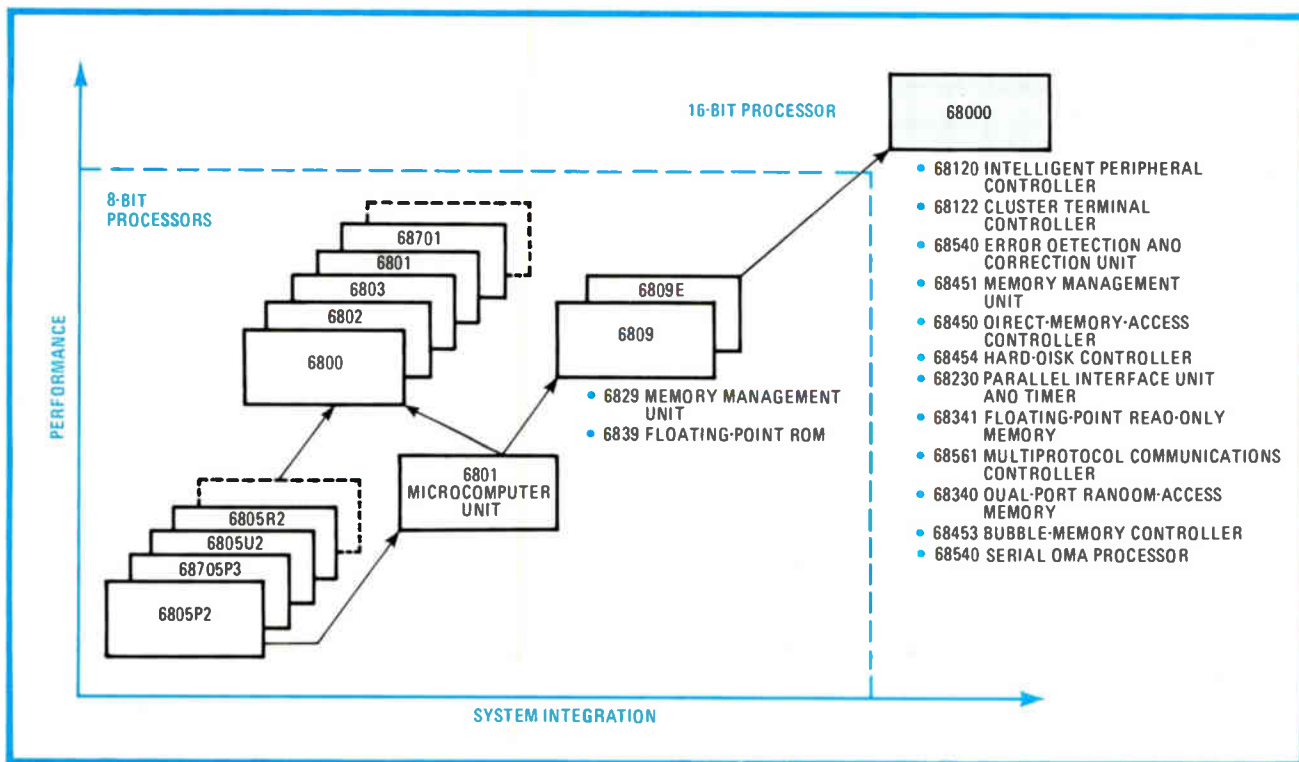 PERFORMANCE
SYSTEM INTEGRATION
16-BIT PROCESSOR
68000
8-BIT
PROCESSORS
68701
6801
6803
6802
6800
6809E
6809
• 6829 MEMORY MANAGEMENT
UNIT
• 6839 FLOATING-POINT ROM
6801
MICROCOMPUTER
UNIT
6805R2
6805U2
68705P3
6805P2
• 68120 INTELLIGENT PERIPHERAL
CONTROLLER
• 68122 CLUSTER TERMINAL
CONTROLLER
• 68540 ERROR DETECTION AND
CORRECTION UNIT
• 68451 MEMORY MANAGEMENT
UNIT
• 68450 OIRECT-MEMORY-ACCESS
CONTROLLER
• 68454 HARD-OISK CONTROLLER
• 68230 PARALLEL INTERFACE UNIT
AND TIMER
• 68341 FLOATING-POINT REAO-ONLY
MEMORY
• 68561 MULTIPROTOCOL COMMUNICATIONS
CONTROLLER
• 68340 OUAL-PORT RANOOM-ACCESS
MEMORY
• 68453 BUBBLE-MEMORY CONTROLLER
• 68540 SERIAL OMA PROCESSOR